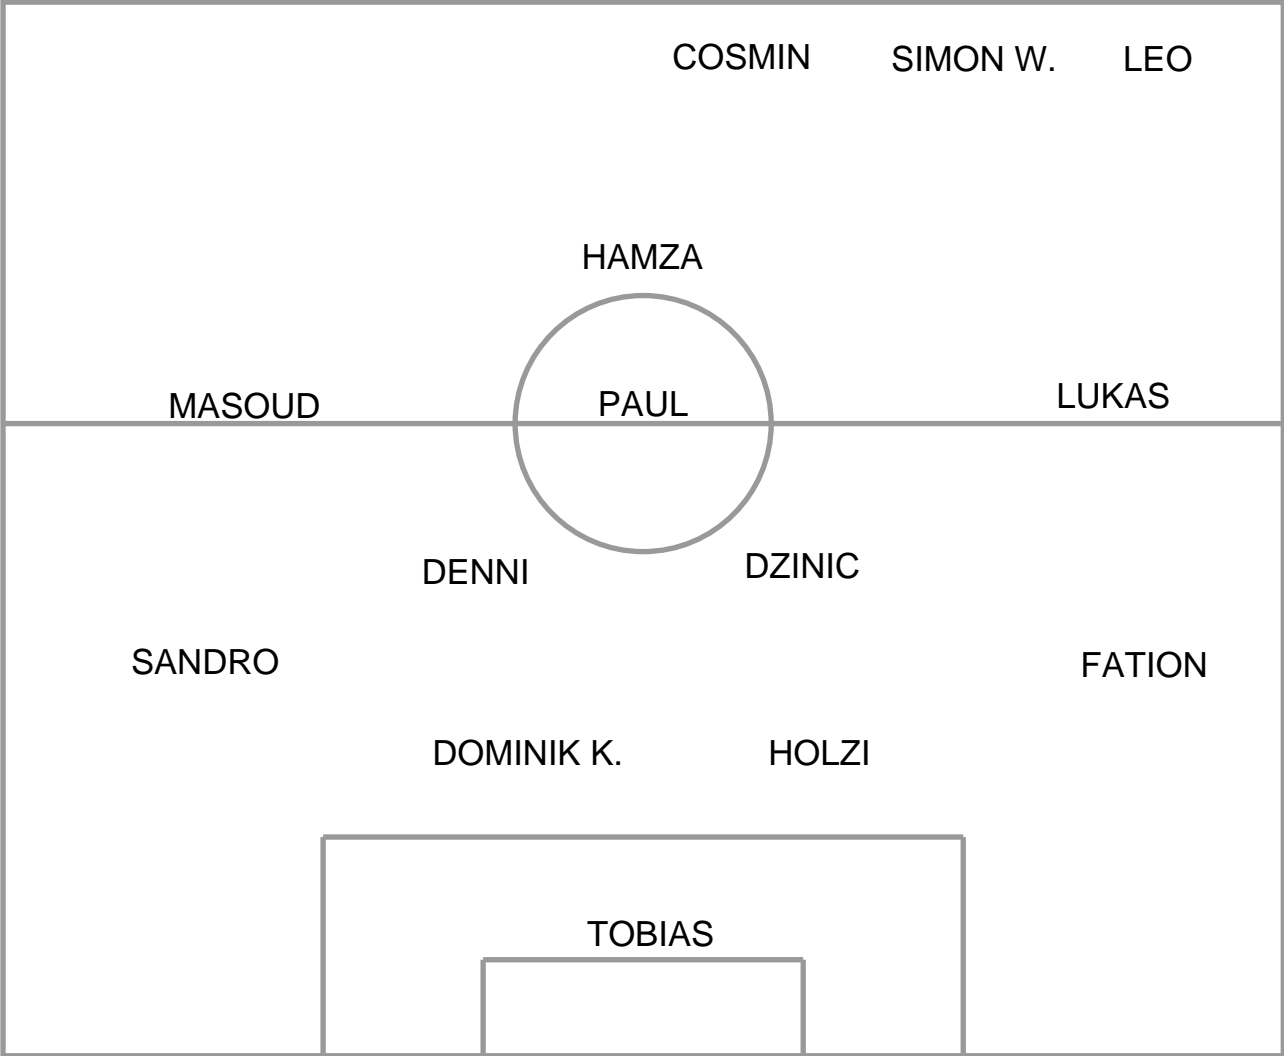 COSMIN SIMON W. LEO
HAMZA
MASOUD PAUL LUKAS
DENNI DZINIC
SANDRO FATION
DOMINIK K. HOLZI
TOBIAS